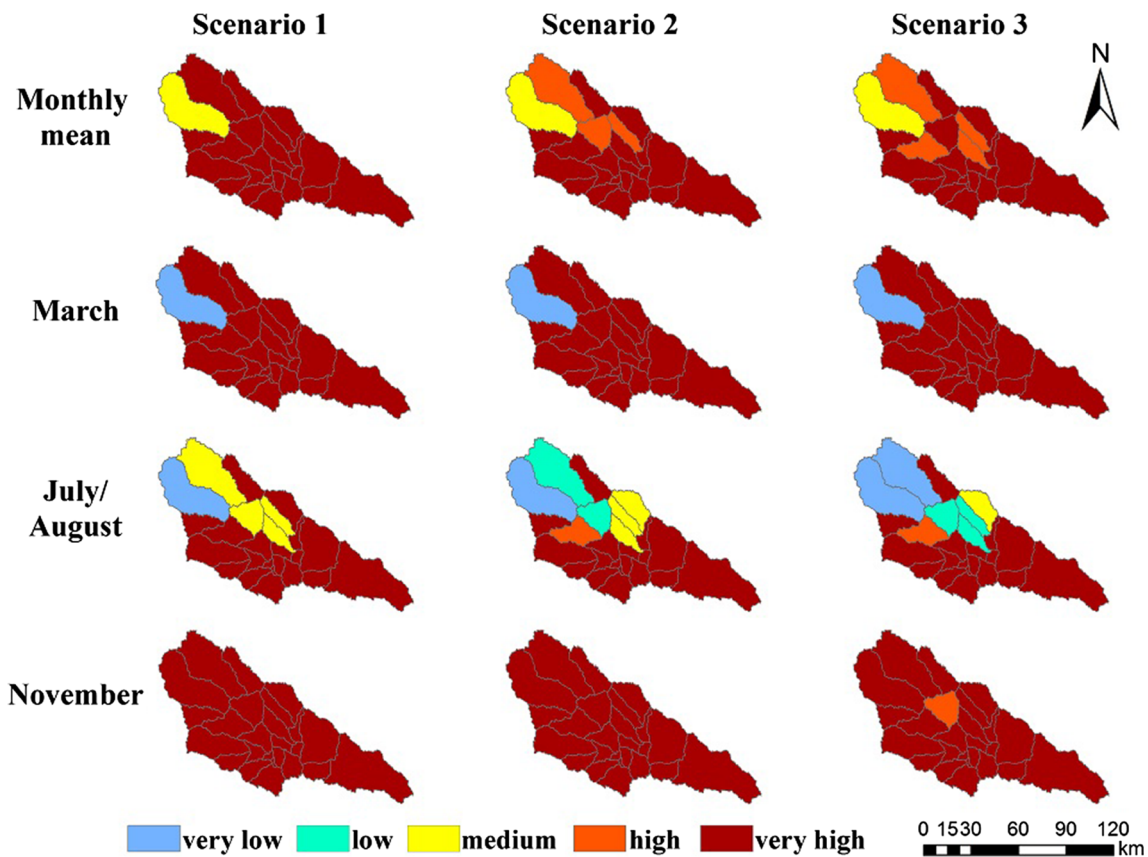 Scenario 1 Scenario 2 Scenario 3
N
Monthly
mean
March
July/
August
November
very low low medium high very high
0 15 30 60 90 120
km